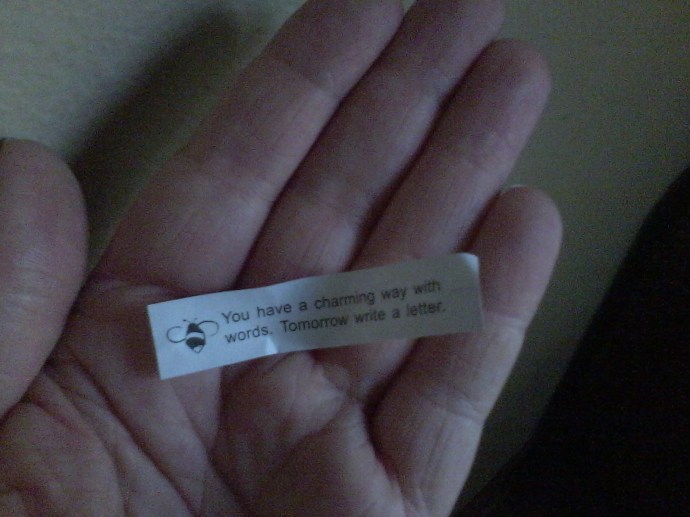 You have a charming way with
words. Tomorrow write a letter.